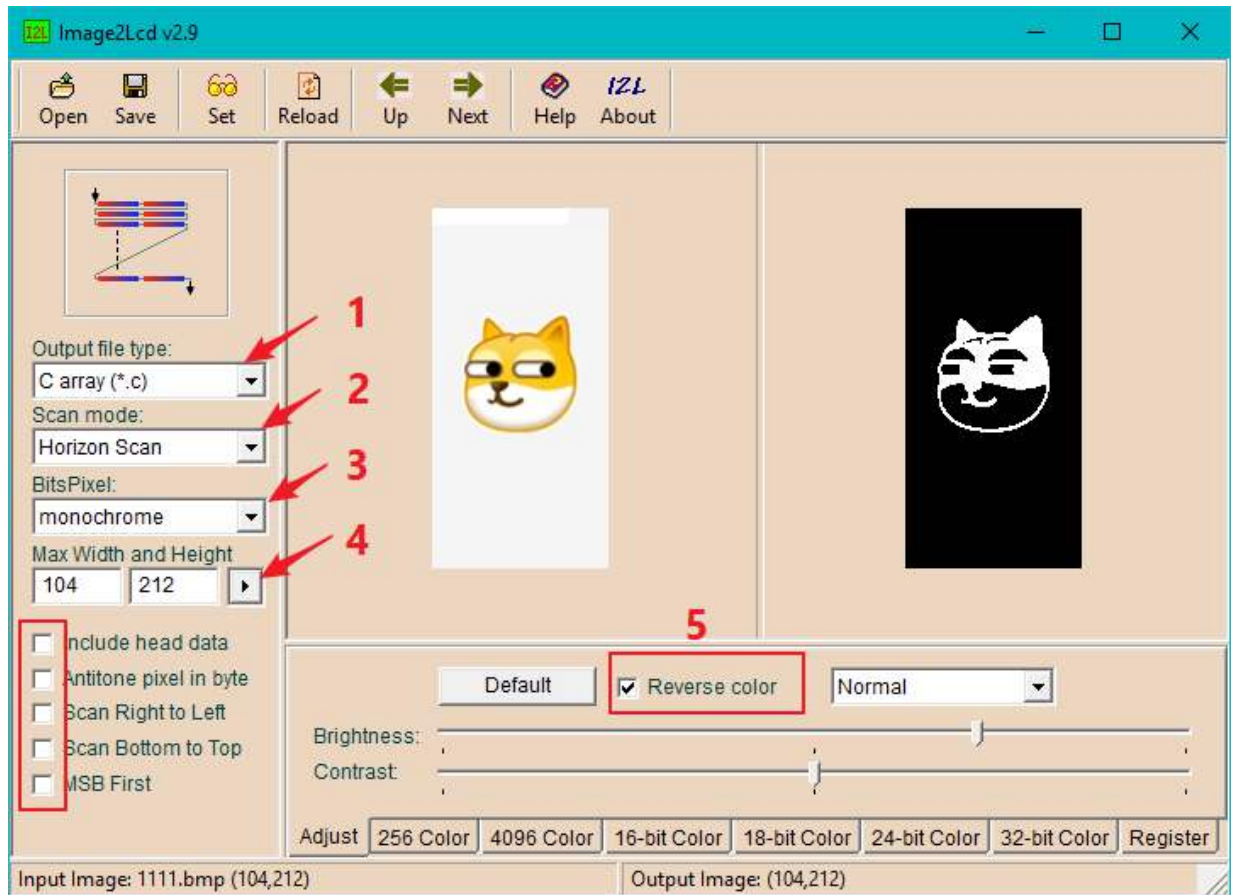 I2L Image2Lcd v2.9
Open Save Set Reload Up Next Help I2L About
1
Output file type:
C array (*.c)
2
Scan mode:
Horizon Scan
3
BitsPixel:
monochrome
4
Max Width and Height
104 212
Include head data
Antitone pixel in byte
Scan Right to Left
Scan Bottom to Top
MSB First
5
Default Reverse color Normal
Brightness:
Contrast:
Adjust 256 Color 4096 Color 16-bit Color 18-bit Color 24-bit Color 32-bit Color Register
Input Image: 1111.bmp (104,212) Output Image: (104,212)